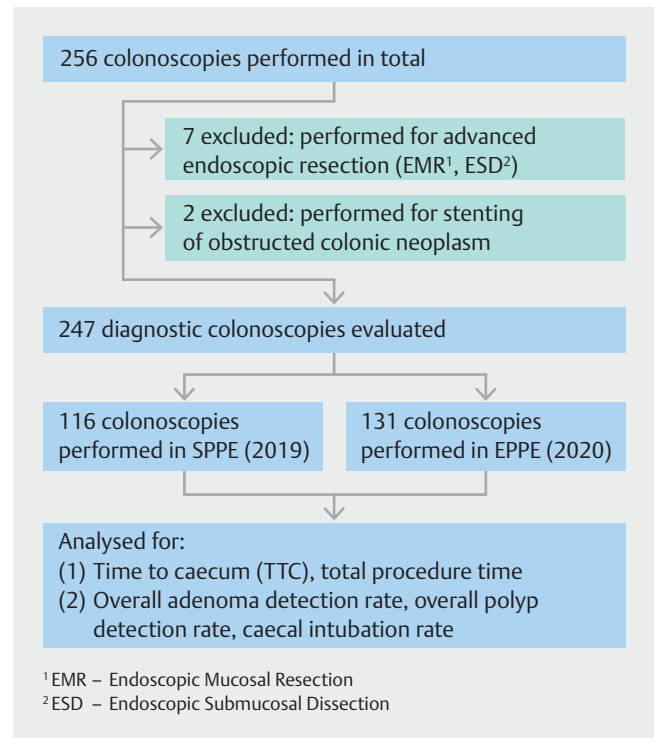 256 colonoscopies performed in total
7 excluded: performed for advanced
endoscopic resection (EMR¹, ESD²)
2 excluded: performed for stenting
of obstructed colonic neoplasm
247 diagnostic colonoscopies evaluated
116 colonoscopies
performed in SPPE (2019)
131 colonoscopies
performed in EPPE (2020)
Analysed for:
(1) Time to caecum (TTC), total procedure time
(2) Overall adenoma detection rate, overall polyp
detection rate, caecal intubation rate
¹ EMR – Endoscopic Mucosal Resection
² ESD – Endoscopic Submucosal Dissection